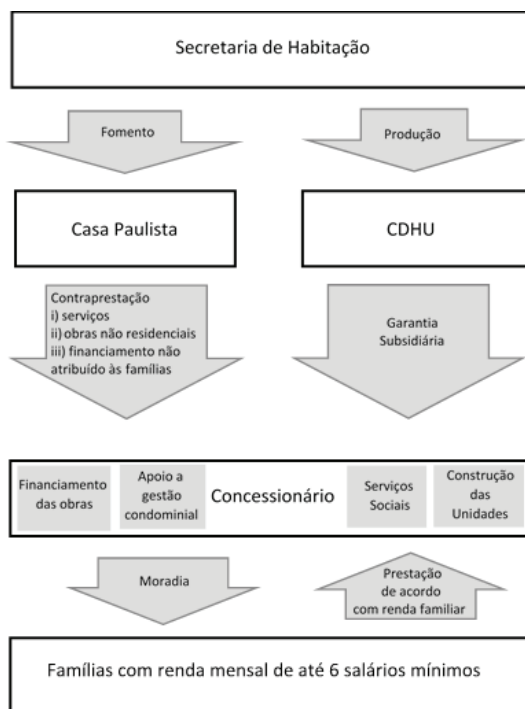 Secretaria de Habitação
Fomento
Produção
Casa Paulista
CDHU
Contraprestação
i) serviços
ii) obras não residenciais
iii) financiamento não
atribuído às famílias
Garantia
Subsidiária
Financiamento
das obras
Apoio a
gestão
condominial
Concessionário
Serviços
Sociais
Construção
das
Unidades
Moradia
Prestação
de acordo
com renda familiar
Famílias com renda mensal de até 6 salários mínimos